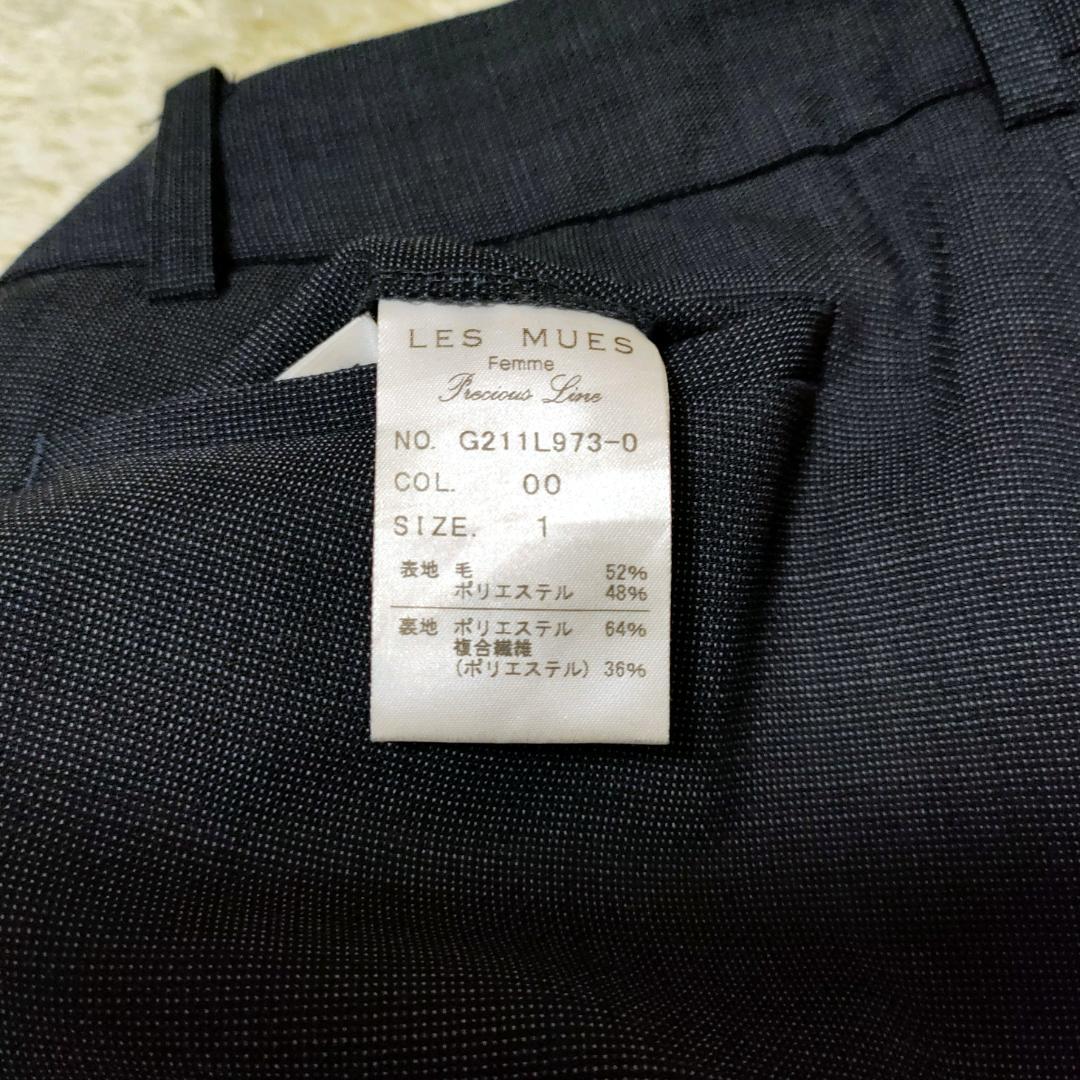 LES MUES
Femme
Precious Line
NO. G211L973-0
COL. 00
SIZE. 1
表地 毛 52%
ポリエステル 48%
裏地 ポリエステル 64%
複合繊維
(ポリエステル) 36%